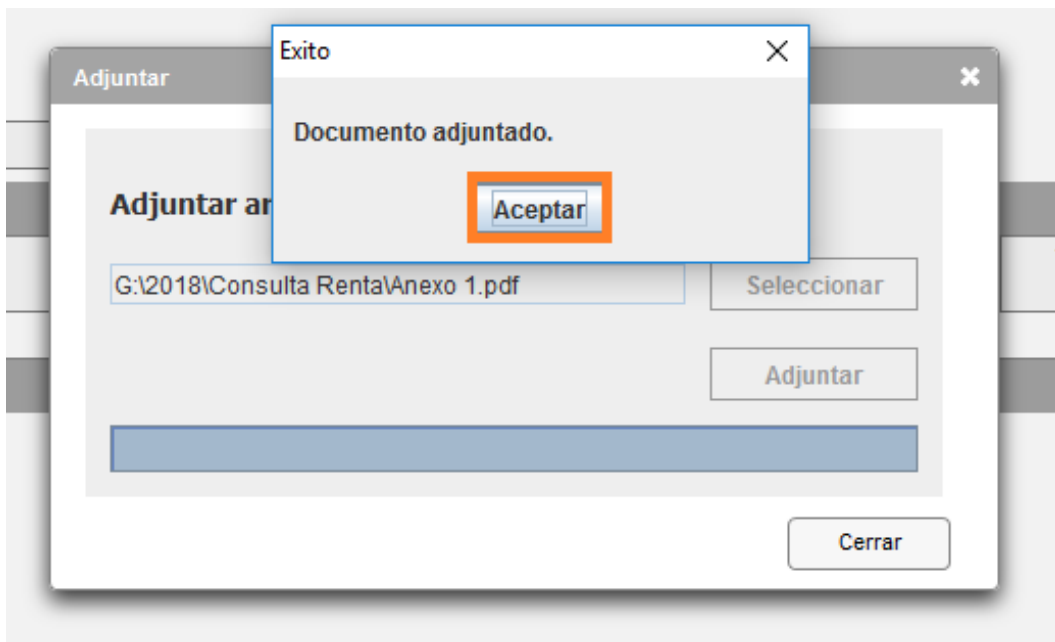 Exito
Adjuntar
Documento adjuntado.
Aceptar
Adjuntar ar
G:\2018\Consulta Renta\Anexo 1.pdf
Seleccionar
Adjuntar
Cerrar